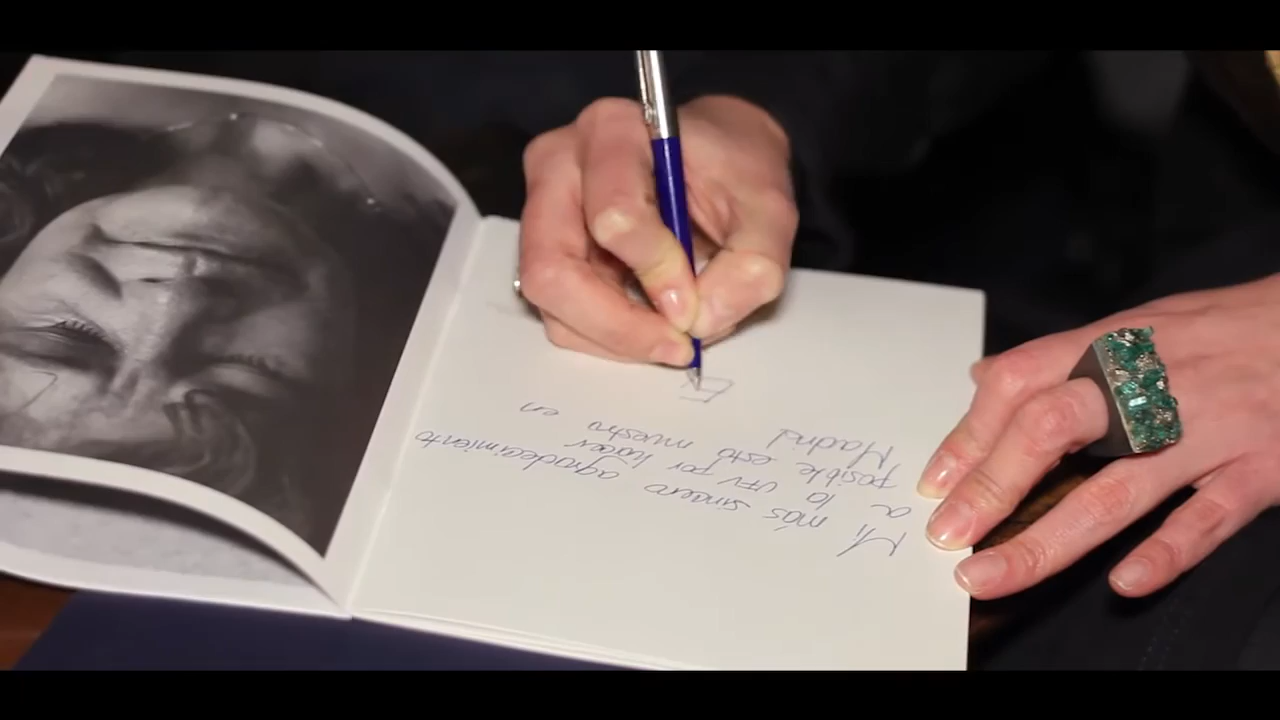 Mi más sincero agradecimiento
a la UFV por hacer
posible esta muestra en
Madrid
E